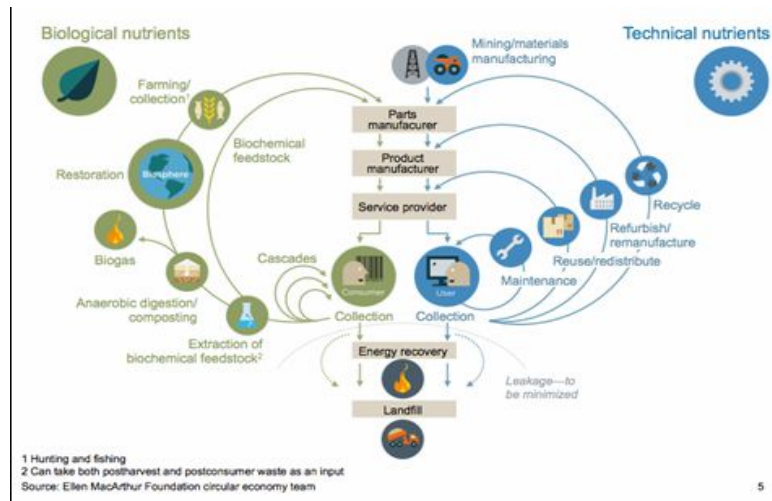 Biological nutrients
Technical nutrients
Mining/materials
manufacturing
Farming/
collection¹
Parts
manufacurer
Biochemical
feedstock
Product
manufacturer
Restoration
Biosphere
Recycle
Service provider
Refurbish/
remanufacture
Biogas
Reuse/redistribute
Cascades
Maintenance
Consumer
User
Anaerobic digestion/
composting
Collection
Collection
Extraction of
biochemical feedstock²
Energy recovery
Leakage—to
be minimized
Landfill
1 Hunting and fishing
2 Can take both postharvest and postconsumer waste as an input
Source: Ellen MacArthur Foundation circular economy team
5